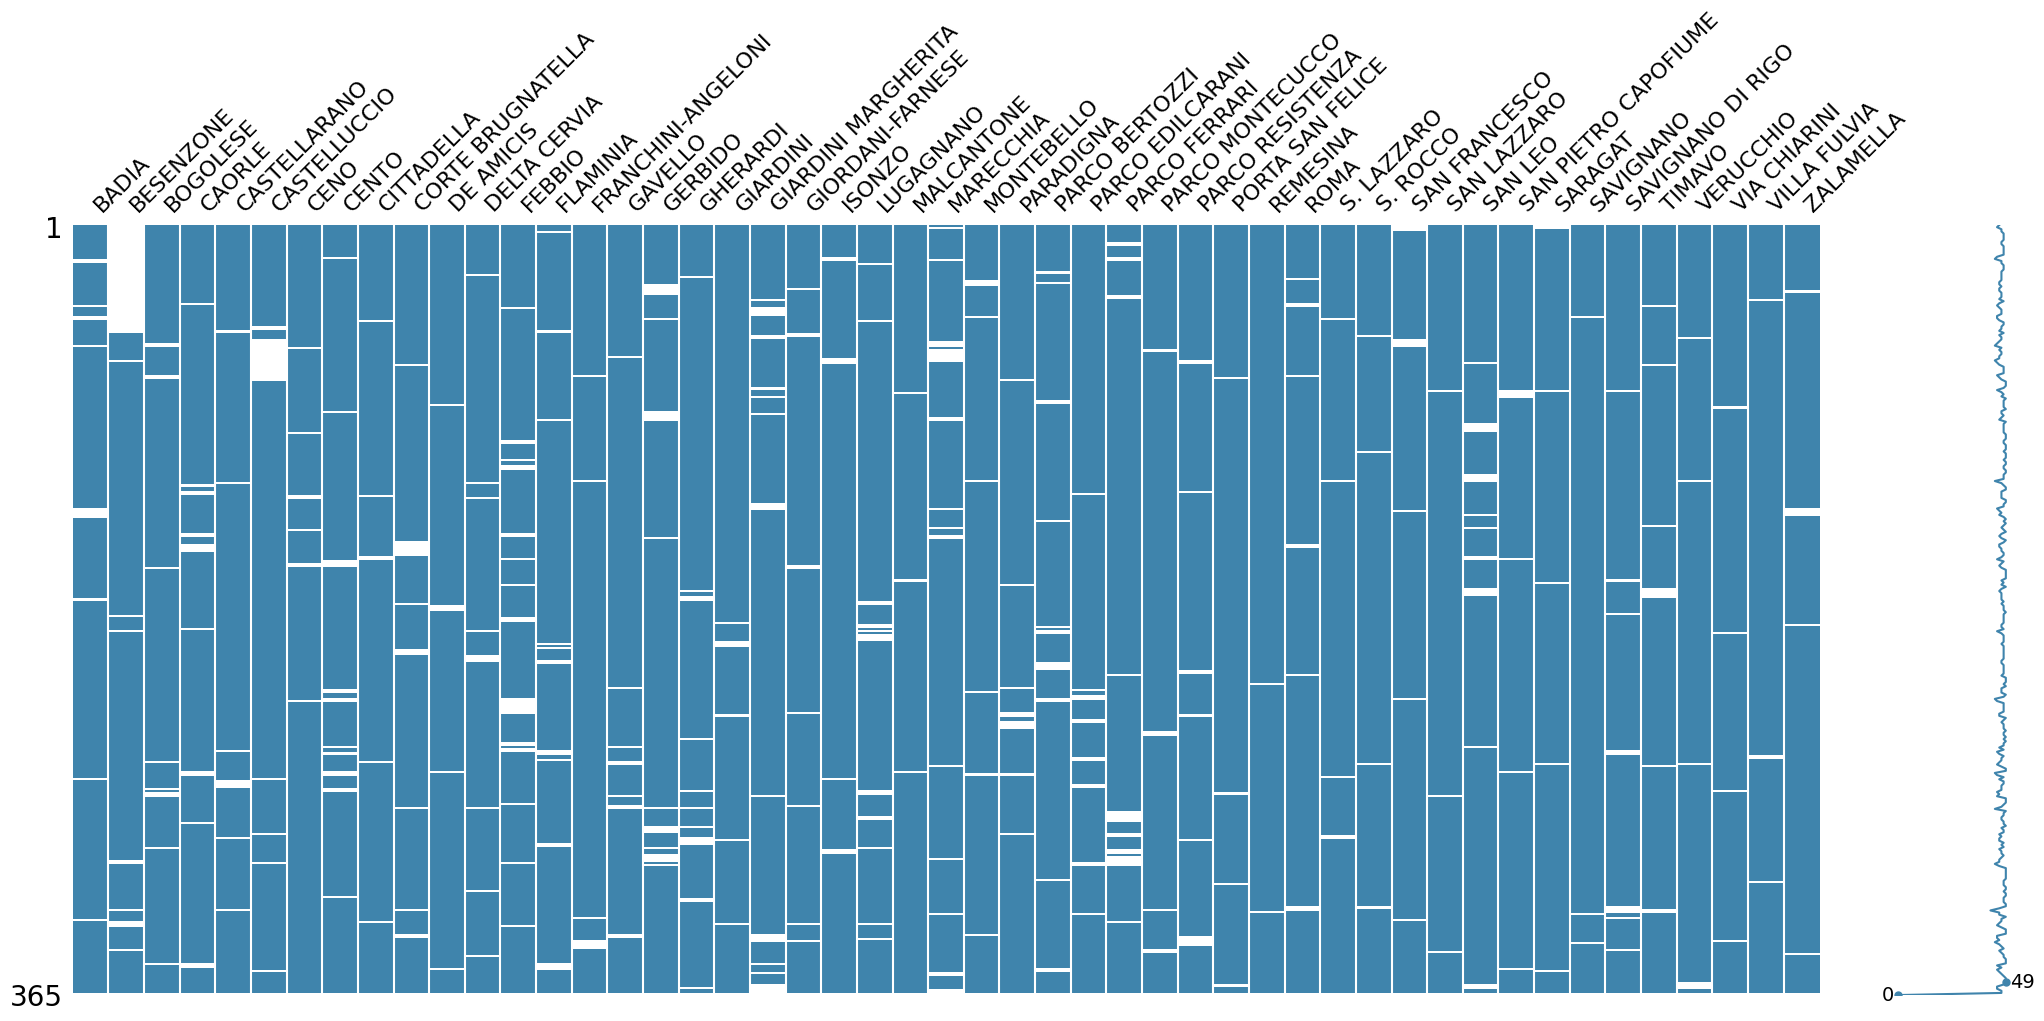 BADIA
BESENZONE
BOGOLESE
CAORLE
CASTELLARANO
CASTELLUCCIO
CENO
CENTO
CITTADELLA
CORTE BRUGNATELLA
DE AMICIS
DELTA CERVIA
FEBBIO
FLAMINIA
FRANCHINI-ANGELONI
GAVELLO
GERBIDO
GHERARDI
GIARDINI
GIARDINI MARGHERITA
GIORDANI-FARNESE
ISONZO
LUGAGNANO
MALCANTONE
MARECCHIA
MONTEBELLO
PARADIGNA
PARCO BERTOZZI
PARCO EDILCARANI
PARCO FERRARI
PARCO MONTECUCCO
PARCO RESISTENZA
PORTA SAN FELICE
REMESINA
ROMA
S. LAZZARO
S. ROCCO
SAN FRANCESCO
SAN LAZZARO
SAN LEO
SAN PIETRO CAPOFIUME
SARAGAT
SAVIGNANO
SAVIGNANO DI RIGO
TIMAVO
VERUCCHIO
VIA CHIARINI
VILLA FULVIA
ZALAMELLA
1
365
0
49